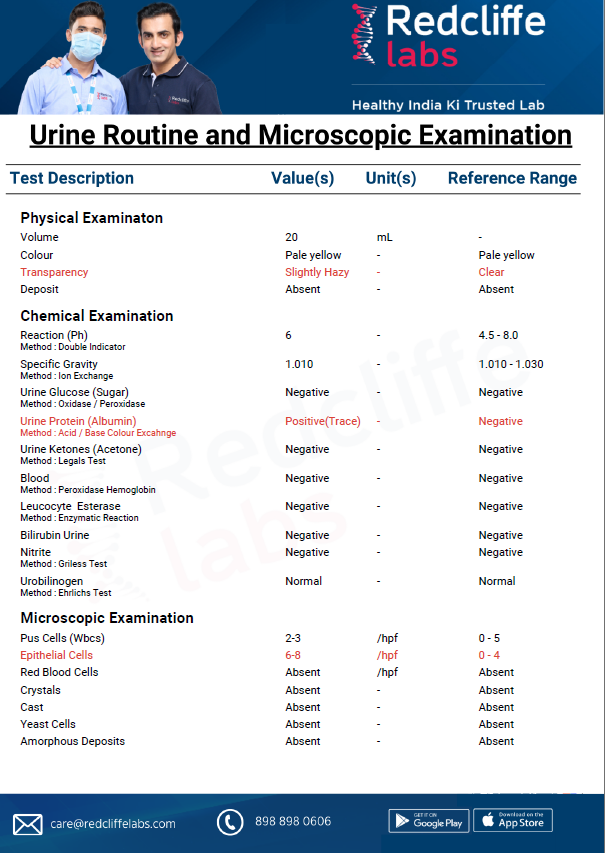 Redcliffe
labs
Healthy India Ki Trusted Lab
Urine Routine and Microscopic Examination
Test Description Value(s) Unit(s) Reference Range
Physical Examinaton
Volume 20 mL -
Colour Pale yellow - Pale yellow
Transparency Slightly Hazy - Clear
Deposit Absent - Absent
Chemical Examination
Reaction (Ph) 6 - 4.5 - 8.0
Method : Double Indicator
Specific Gravity 1.010 - 1.010 - 1.030
Method : Ion Exchange
Urine Glucose (Sugar) Negative - Negative
Method : Oxidase / Peroxidase
Urine Protein (Albumin) Positive(Trace) - Negative
Method : Acid / Base Colour Excahnge
Urine Ketones (Acetone) Negative - Negative
Method : Legals Test
Blood Negative - Negative
Method : Peroxidase Hemoglobin
Leucocyte Esterase Negative - Negative
Method : Enzymatic Reaction
Bilirubin Urine Negative - Negative
Nitrite Negative - Negative
Method : Griless Test
Urobilinogen Normal - Normal
Method : Ehrlichs Test
Microscopic Examination
Pus Cells (Wbcs) 2-3 /hpf 0 - 5
Epithelial Cells 6-8 /hpf 0 - 4
Red Blood Cells Absent /hpf Absent
Crystals Absent - Absent
Cast Absent - Absent
Yeast Cells Absent - Absent
Amorphous Deposits Absent - Absent
Redcliffe
labs
care@redcliffelabs.com 898 898 0606 GET IT ON Google Play Download on the App Store